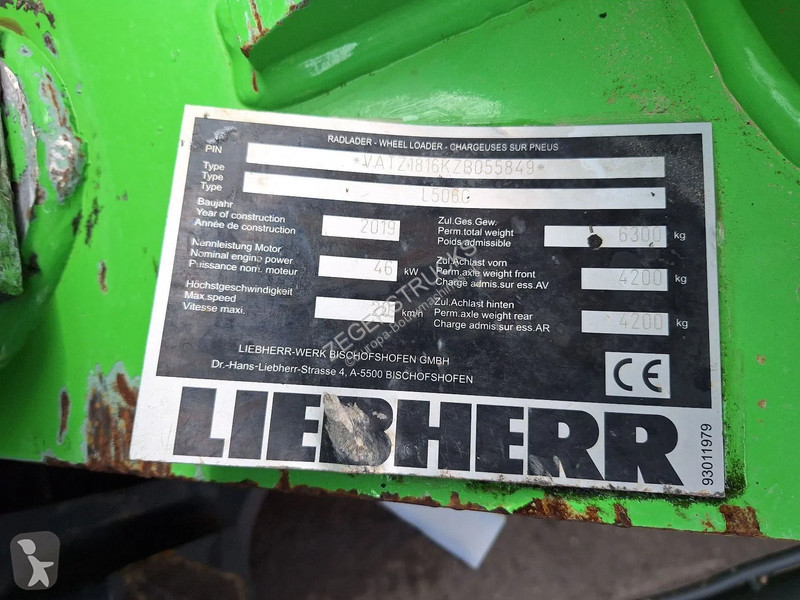 RADLADER - WHEEL LOADER - CHARGEUSES SUR PNEUS
PIN *VATZ1816KZB055849*
Type
Type L506C
Type
Baujahr
Year of construction 2019
Année de construction
Nennleistung Motor
Nominal engine power 46 kW
Puissance nom. moteur
Höchstgeschwindigkeit
Max.speed km/h
Vitesse maxi.
Zul.Ges.Gew.
Perm.total weight 6300 kg
Poids admissible
Zul.Achlast vorn
Perm.axle weight front 4200 kg
Charge admis.sur ess.AV
Zul.Achlast hinten
Perm.axle weight rear 4200 kg
Charge admis.sur ess.AR
LIEBHERR-WERK BISCHOFSHOFEN GMBH
Dr.-Hans-Liebherr-Strasse 4, A-5500 BISCHOFSHOFEN
CE
LIEBHERR
93011979
ZEGERSTRUCKS